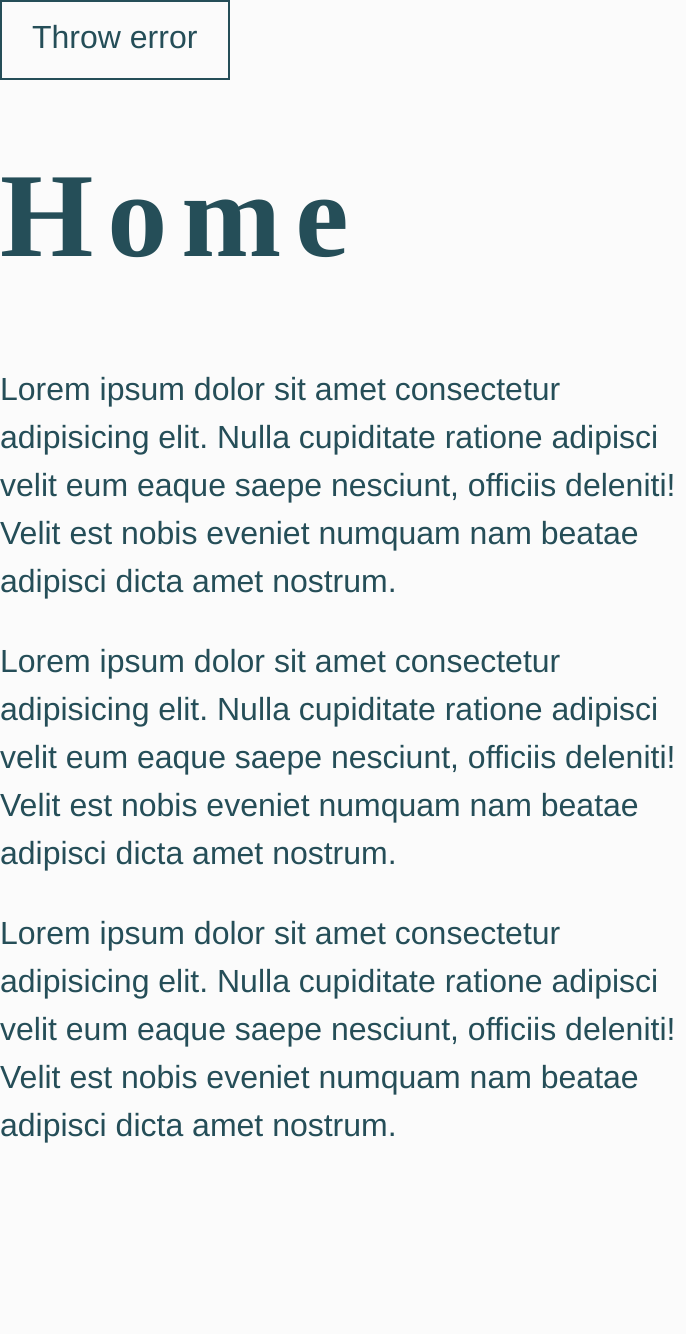 Throw error
Home
Lorem ipsum dolor sit amet consectetur
adipisicing elit. Nulla cupiditate ratione adipisci
velit eum eaque saepe nesciunt, officiis deleniti!
Velit est nobis eveniet numquam nam beatae
adipisci dicta amet nostrum.
Lorem ipsum dolor sit amet consectetur
adipisicing elit. Nulla cupiditate ratione adipisci
velit eum eaque saepe nesciunt, officiis deleniti!
Velit est nobis eveniet numquam nam beatae
adipisci dicta amet nostrum.
Lorem ipsum dolor sit amet consectetur
adipisicing elit. Nulla cupiditate ratione adipisci
velit eum eaque saepe nesciunt, officiis deleniti!
Velit est nobis eveniet numquam nam beatae
adipisci dicta amet nostrum.